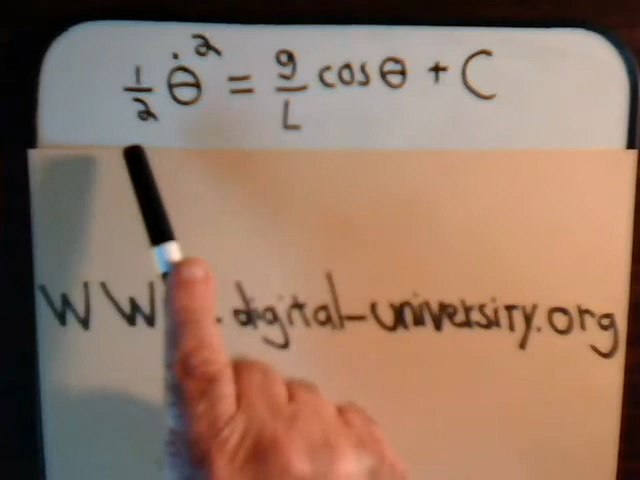 1/2 θ̇² = g/L cos θ + C
WW .digital-university.org